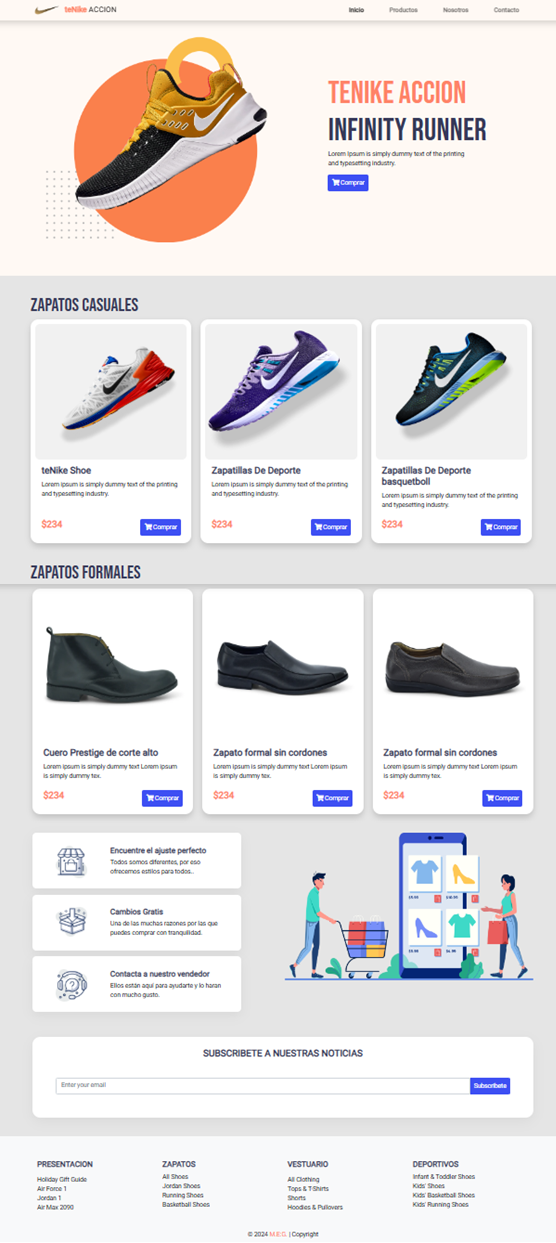 teNike ACCION
Inicio Productos Nosotros Contacto
TENIKE ACCION
INFINITY RUNNER
Lorem Ipsum is simply dummy text of the printing
and typesetting industry.
Comprar
ZAPATOS CASUALES
teNike Shoe
Lorem ipsum is simply dummy text of the printing
and typesetting industry.
$234 Comprar
Zapatillas De Deporte
Lorem ipsum is simply dummy text of the printing
and typesetting industry.
$234 Comprar
Zapatillas De Deporte
basquetboll
Lorem ipsum is simply dummy text of the printing
and typesetting industry.
$234 Comprar
ZAPATOS FORMALES
Cuero Prestige de corte alto
Lorem ipsum is simply dummy text Lorem ipsum
is simply dummy tex.
$234 Comprar
Zapato formal sin cordones
Lorem ipsum is simply dummy text Lorem ipsum
is simply dummy tex.
$234 Comprar
Zapato formal sin cordones
Lorem ipsum is simply dummy text Lorem ipsum
is simply dummy tex.
$234 Comprar
Encuentre el ajuste perfecto
Todos somos diferentes, por eso
ofrecemos estilos para todos..
Cambios Gratis
Una de las muchas razones por las que
puedes comprar con tranquilidad.
Contacta a nuestro vendedor
Ellos están aquí para ayudarte y lo haran
con mucho gusto.
SUBSCRIBETE A NUESTRAS NOTICIAS
Enter your email
Subscribete
PRESENTACION
Holiday Gift Guide
Air Force 1
Jordan 1
Air Max 2090
ZAPATOS
All Shoes
Jordan Shoes
Running Shoes
Basketball Shoes
VESTUARIO
All Clothing
Tops & T-Shirts
Shorts
Hoodies & Pullovers
DEPORTIVOS
Infant & Toddler Shoes
Kids' Shoes
Kids' Basketball Shoes
Kids' Running Shoes
© 2024 M.E.G. | Copyright